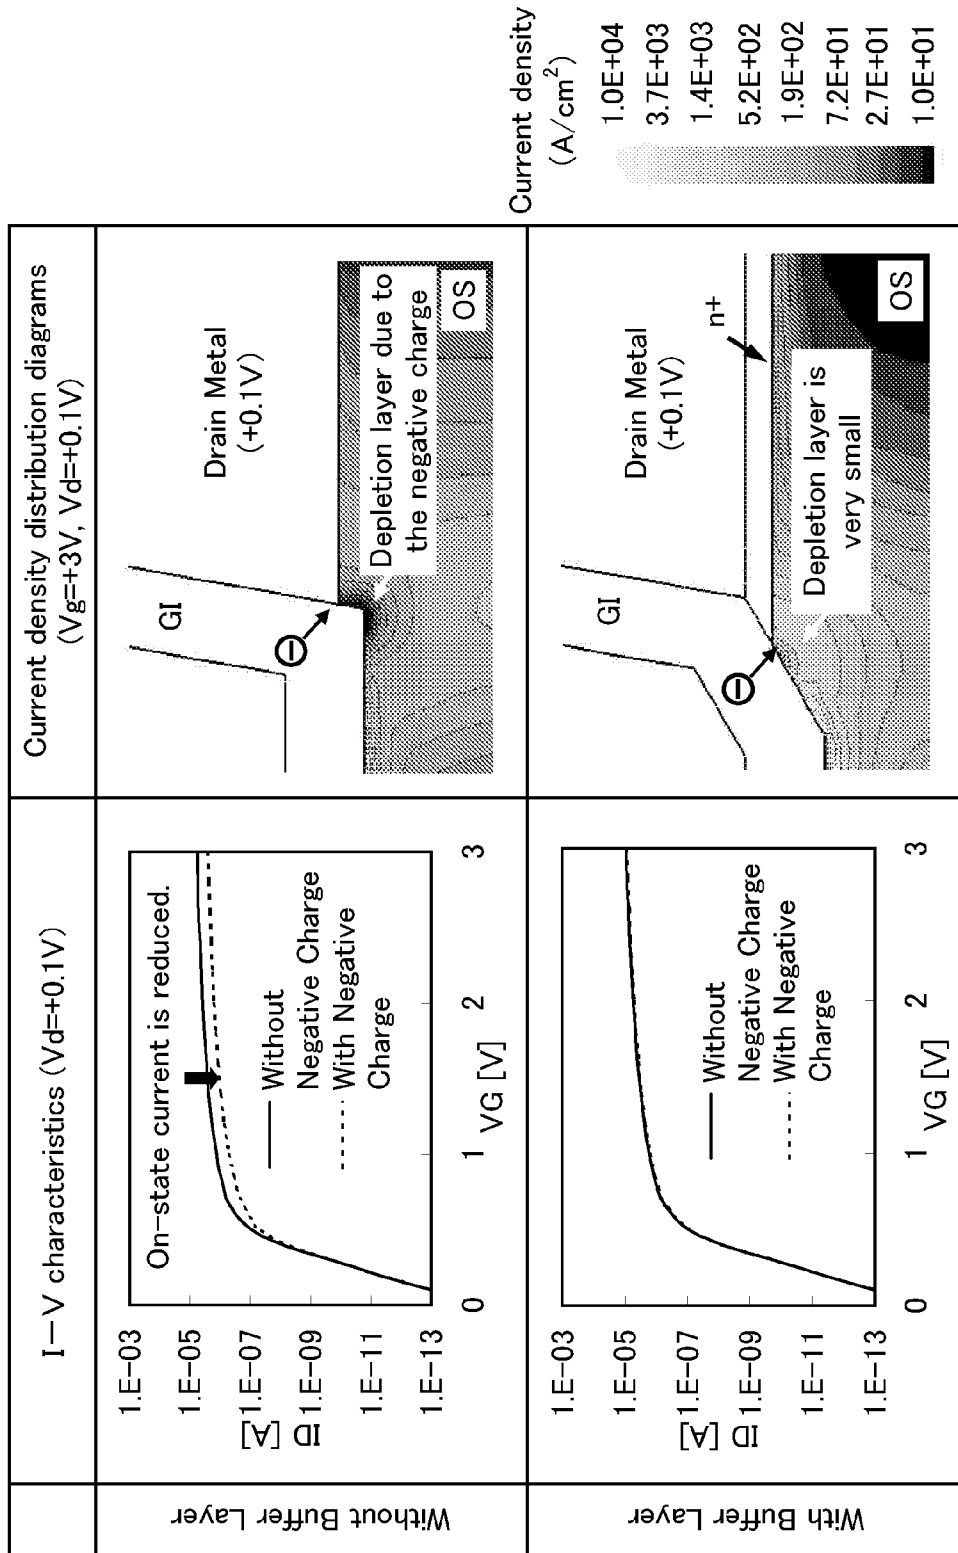 I—V characteristics (Vd=+0.1V)
Current density distribution diagrams
(Vg=+3V, Vd=+0.1V)
Without Buffer Layer
ID [A]
1.E-03
1.E-05
1.E-07
1.E-09
1.E-11
1.E-13
On-state current is reduced.
Without
Negative Charge
With Negative
Charge
0
1
2
3
VG [V]
GI
Drain Metal
(+0.1V)
Depletion layer due to
the negative charge
OS
With Buffer Layer
ID [A]
1.E-03
1.E-05
1.E-07
1.E-09
1.E-11
1.E-13
Without
Negative Charge
With Negative
Charge
0
1
2
3
VG [V]
GI
Drain Metal
(+0.1V)
n+
Depletion layer is
very small
OS
Current density
(A/cm²)
1.0E+04
3.7E+03
1.4E+03
5.2E+02
1.9E+02
7.2E+01
2.7E+01
1.0E+01